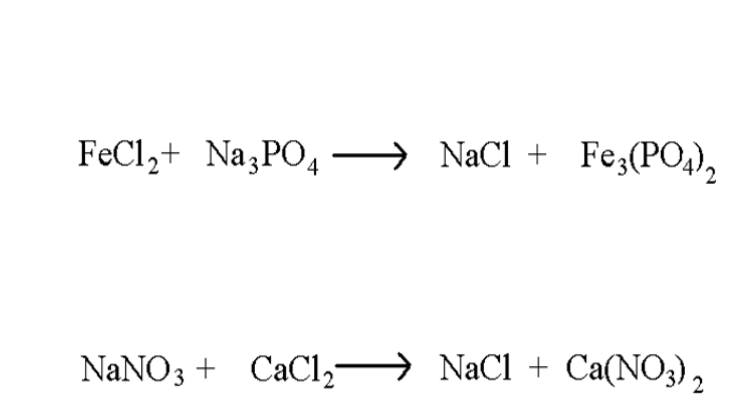 FeCl₂+ Na₃PO₄ ⟶ NaCl + Fe₃(PO₄)₂
NaNO₃ + CaCl₂ ⟶ NaCl + Ca(NO₃)₂